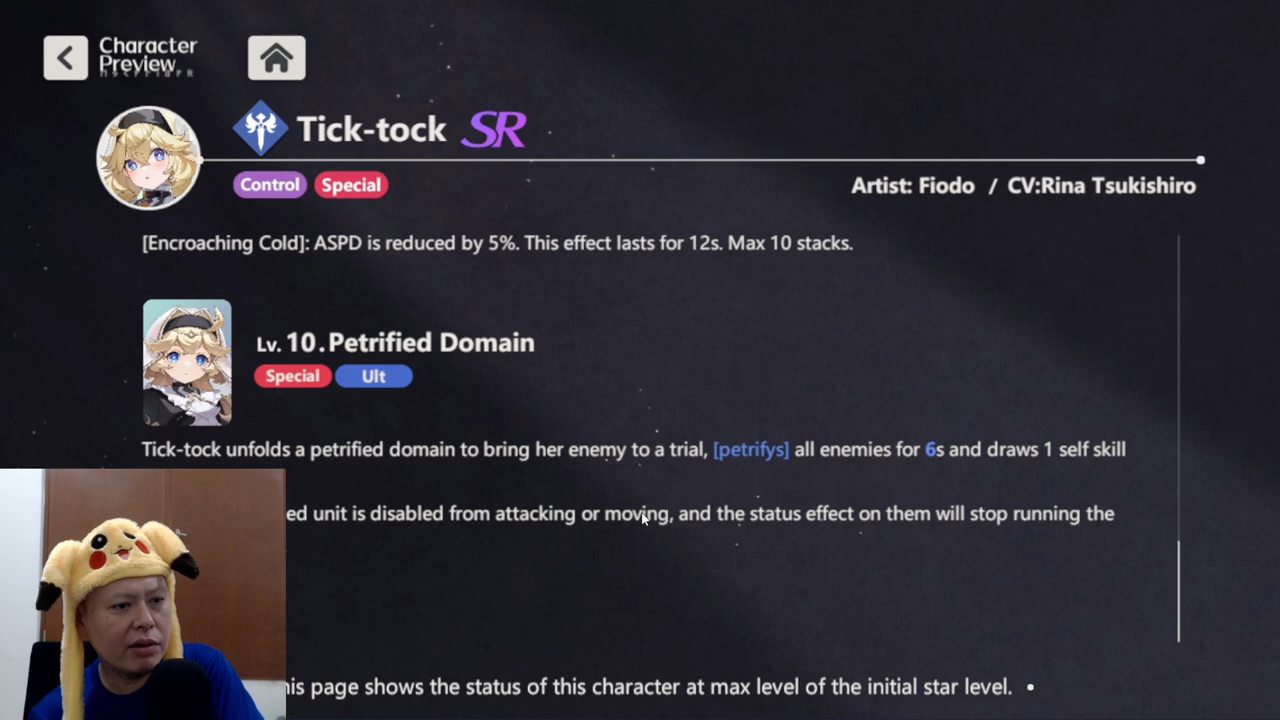 Character
Preview
Tick-tock SR
Control Special
Artist: Fiodo / CV:Rina Tsukishiro
[Encroaching Cold]: ASPD is reduced by 5%. This effect lasts for 12s. Max 10 stacks.
Lv. 10. Petrified Domain
Special Ult
Tick-tock unfolds a petrified domain to bring her enemy to a trial, [petrifys] all enemies for 6s and draws 1 self skill
unit is disabled from attacking or moving, and the status effect on them will stop running the
page shows the status of this character at max level of the initial star level.